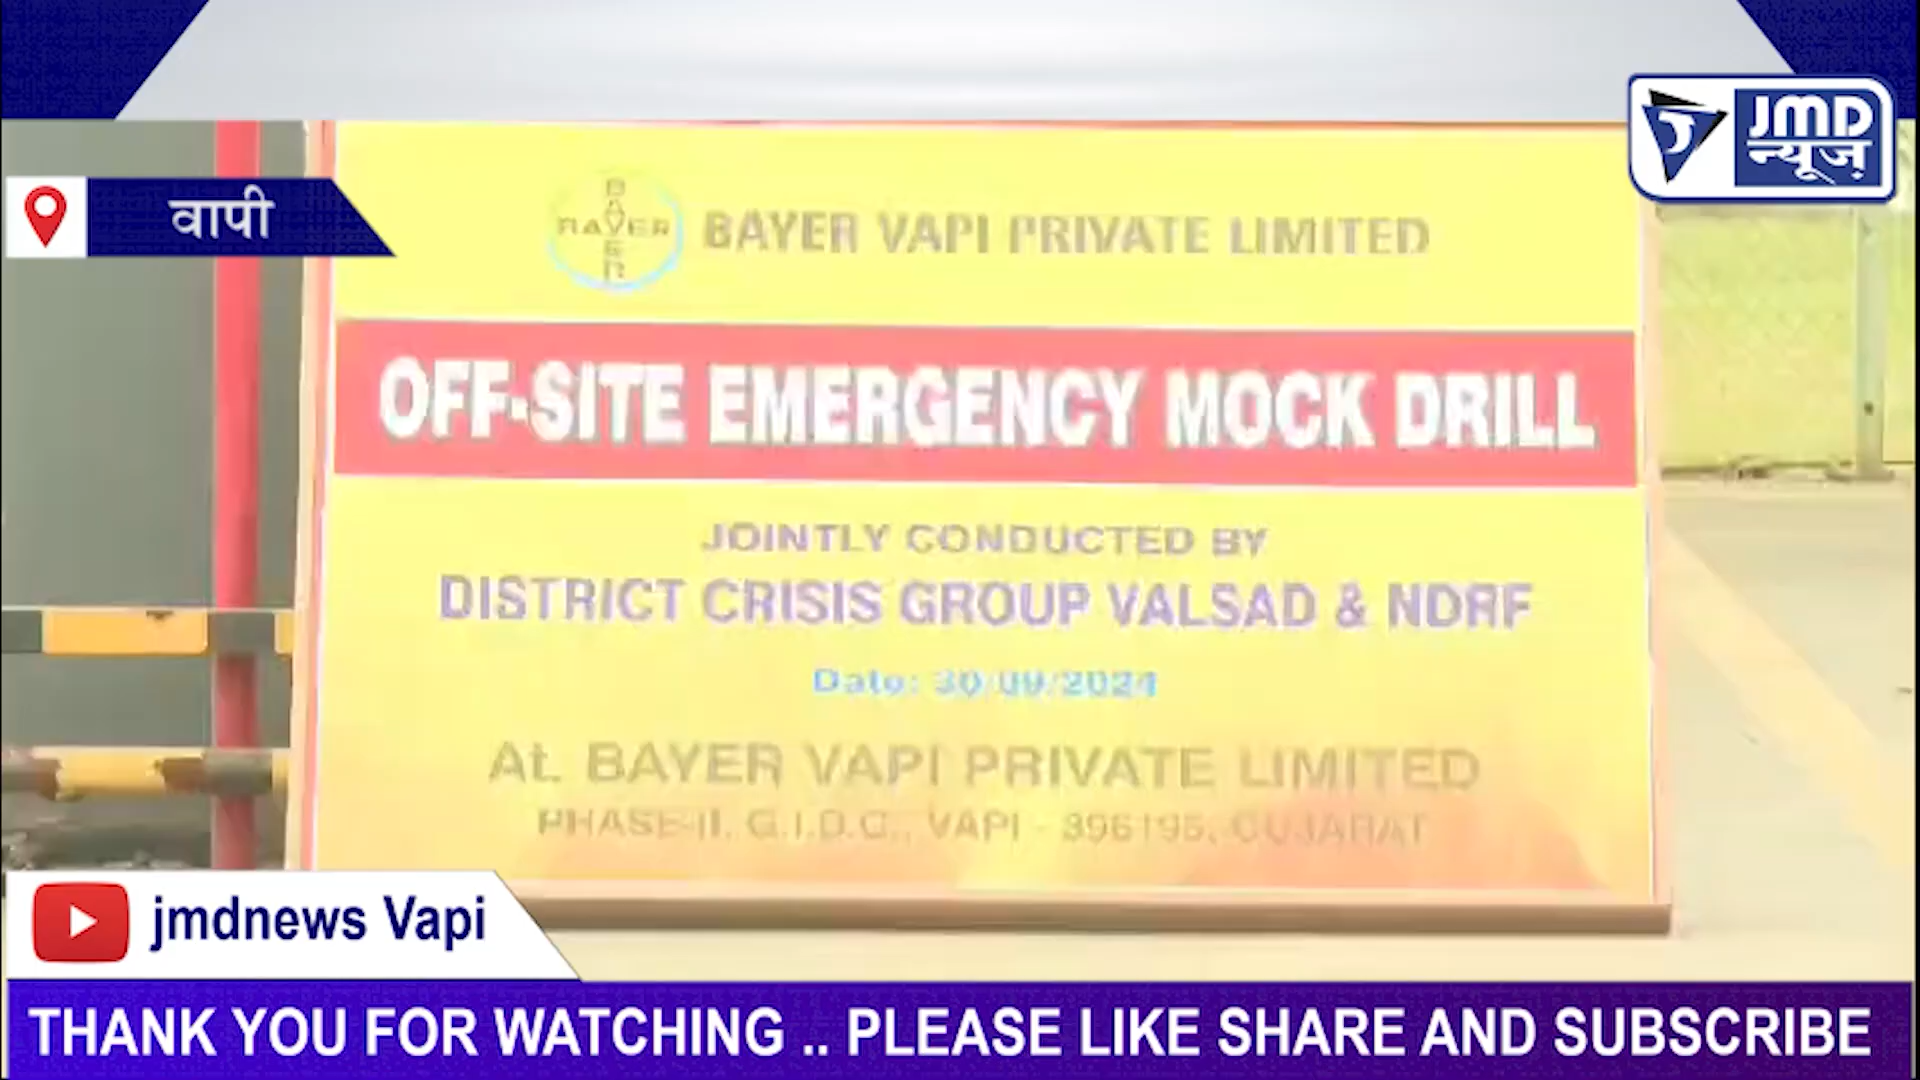 JMD
न्यूज़
वापी
BAYER
BAYER
BAYER VAPI PRIVATE LIMITED
OFF-SITE EMERGENCY MOCK DRILL
JOINTLY CONDUCTED BY
DISTRICT CRISIS GROUP VALSAD & NDRF
Date: 30/09/2024
At. BAYER VAPI PRIVATE LIMITED
PHASE-II, G.I.D.C., VAPI - 396195, GUJARAT
jmdnews Vapi
THANK YOU FOR WATCHING .. PLEASE LIKE SHARE AND SUBSCRIBE